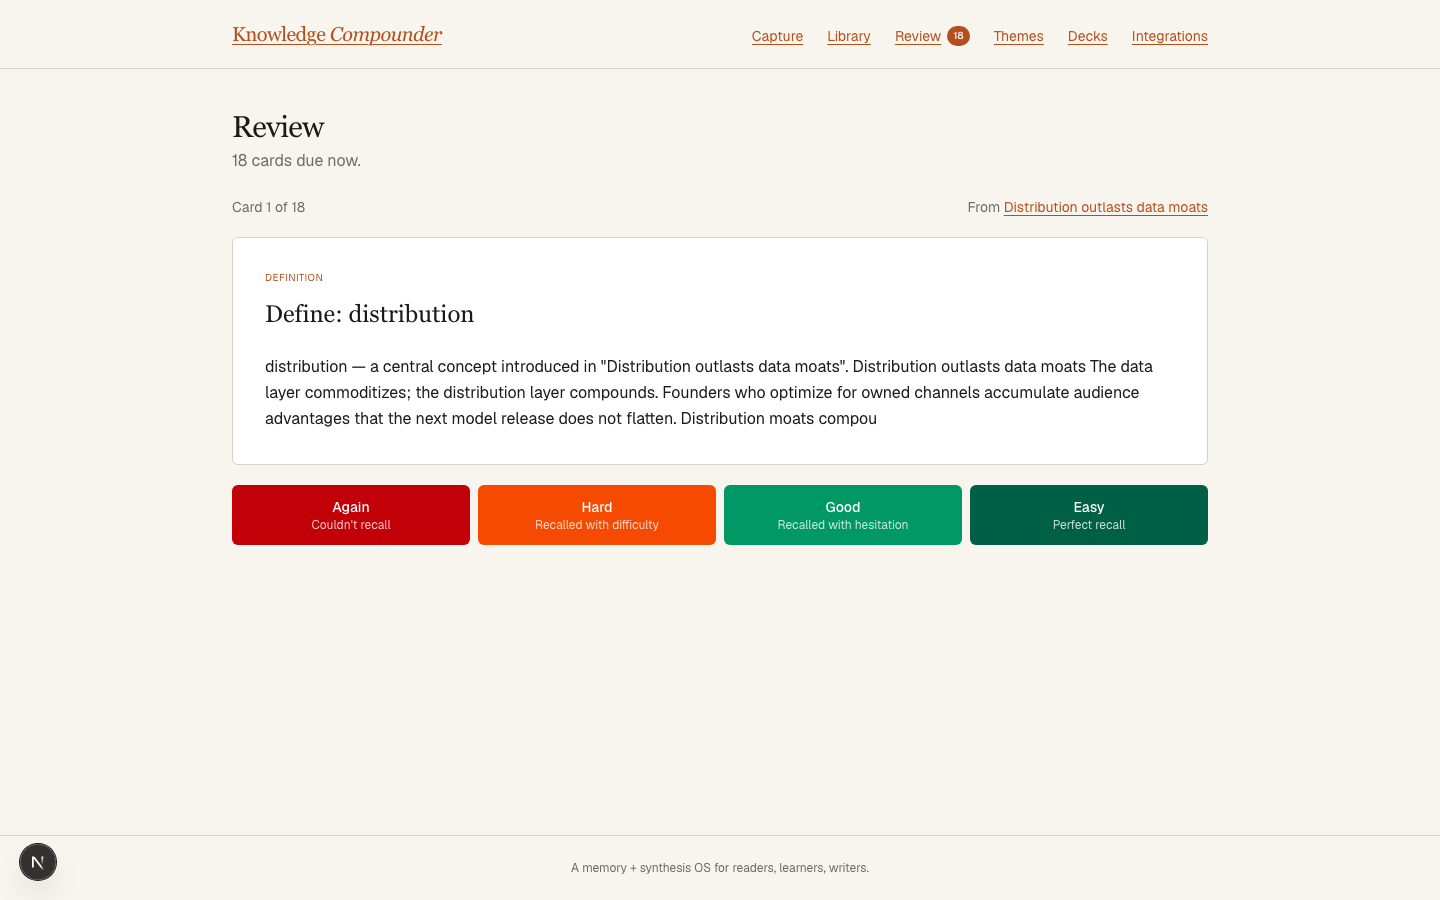 Knowledge Compounder
Capture Library Review 18 Themes Decks Integrations
Review
18 cards due now.
Card 1 of 18
From Distribution outlasts data moats
DEFINITION
Define: distribution
distribution — a central concept introduced in "Distribution outlasts data moats". Distribution outlasts data moats The data
layer commoditizes; the distribution layer compounds. Founders who optimize for owned channels accumulate audience
advantages that the next model release does not flatten. Distribution moats compou
Again
Couldn't recall
Hard
Recalled with difficulty
Good
Recalled with hesitation
Easy
Perfect recall
N
A memory + synthesis OS for readers, learners, writers.